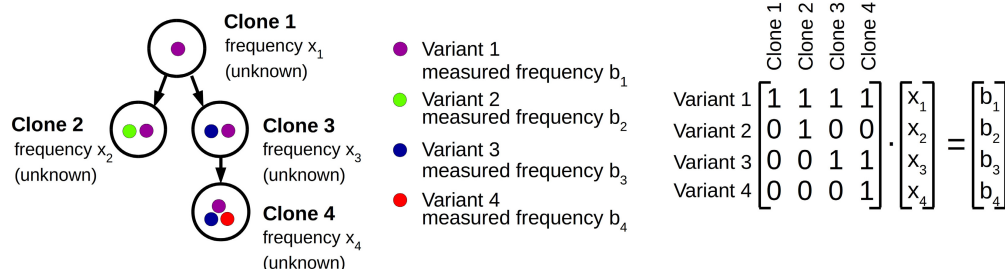 Clone 1
frequency x1
(unknown)
Clone 2
frequency x2
(unknown)
Clone 3
frequency x3
(unknown)
Clone 4
frequency x4
(unknown)
Variant 1
measured frequency b1
Variant 2
measured frequency b2
Variant 3
measured frequency b3
Variant 4
measured frequency b4
Clone 1
Clone 2
Clone 3
Clone 4
Variant 1 [1 1 1 1] [x1] [b1]
Variant 2 [0 1 0 0] [x2] [b2]
Variant 3 [0 0 1 1] · [x3] = [b3]
Variant 4 [0 0 0 1] [x4] [b4]